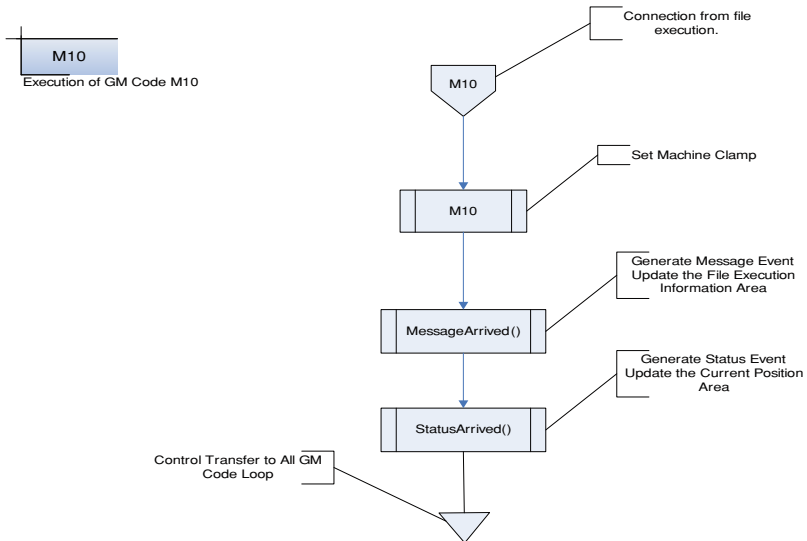 M10
Execution of GM Code M10
Connection from file
execution.
M10
Set Machine Clamp
M10
Generate Message Event
Update the File Execution
Information Area
MessageArrived()
Generate Status Event
Update the Current Position
Area
StatusArrived()
Control Transfer to All GM
Code Loop